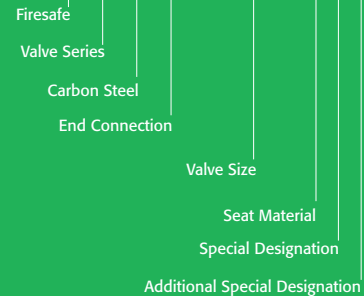 Firesafe
Valve Series
Carbon Steel
End Connection
Valve Size
Seat Material
Special Designation
Additional Special Designation